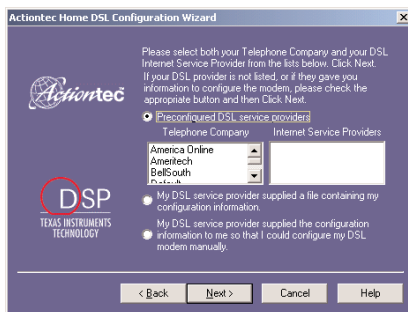 Actiontec Home DSL Configuration Wizard
Please select both your Telephone Company and your DSL
Internet Service Provider from the lists below. Click Next.
If your DSL provider is not listed, or if they gave you
information to configure the modem, please check the
appropriate button and then Click Next.
Actiontec
Preconfigured DSL service providers
Telephone Company Internet Service Providers
America Online
Ameritech
BellSouth
Default
My DSL service provider supplied a file containing my
configuration information.
DSP
TEXAS INSTRUMENTS
TECHNOLOGY
My DSL service provider supplied the configuration
information to me so that I could configure my DSL
modem manually.
< Back Next > Cancel Help